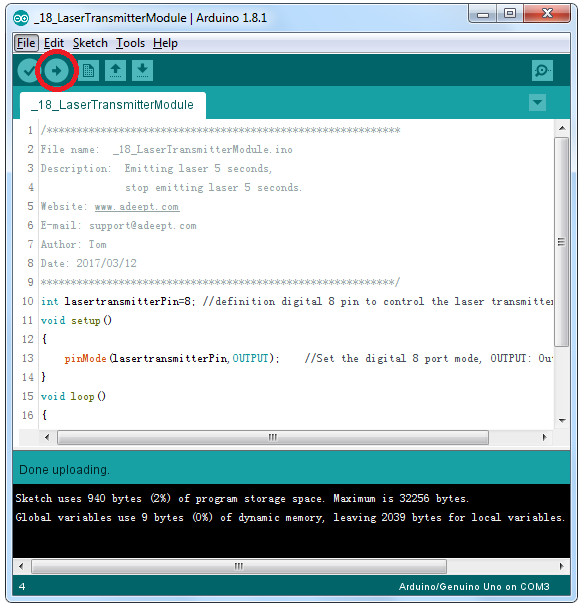 _18_LaserTransmitterModule | Arduino 1.8.1
File Edit Sketch Tools Help
_18_LaserTransmitterModule
1 /***********************************************************
2 File name: _18_LaserTransmitterModule.ino
3 Description: Emitting laser 5 seconds,
4 stop emitting laser 5 seconds.
5 Website: www.adeept.com
6 E-mail: support@adeept.com
7 Author: Tom
8 Date: 2017/03/12
9 ***********************************************************/
10 int lasertransmitterPin=8; //definition digital 8 pin to control the laser transmitter
11 void setup()
12 {
13 pinMode(lasertransmitterPin,OUTPUT); //Set the digital 8 port mode, OUTPUT: Out
14 }
15 void loop()
16 {
Done uploading.
Sketch uses 940 bytes (2%) of program storage space. Maximum is 32256 bytes.
Global variables use 9 bytes (0%) of dynamic memory, leaving 2039 bytes for local variables.
4 Arduino/Genuino Uno on COM3